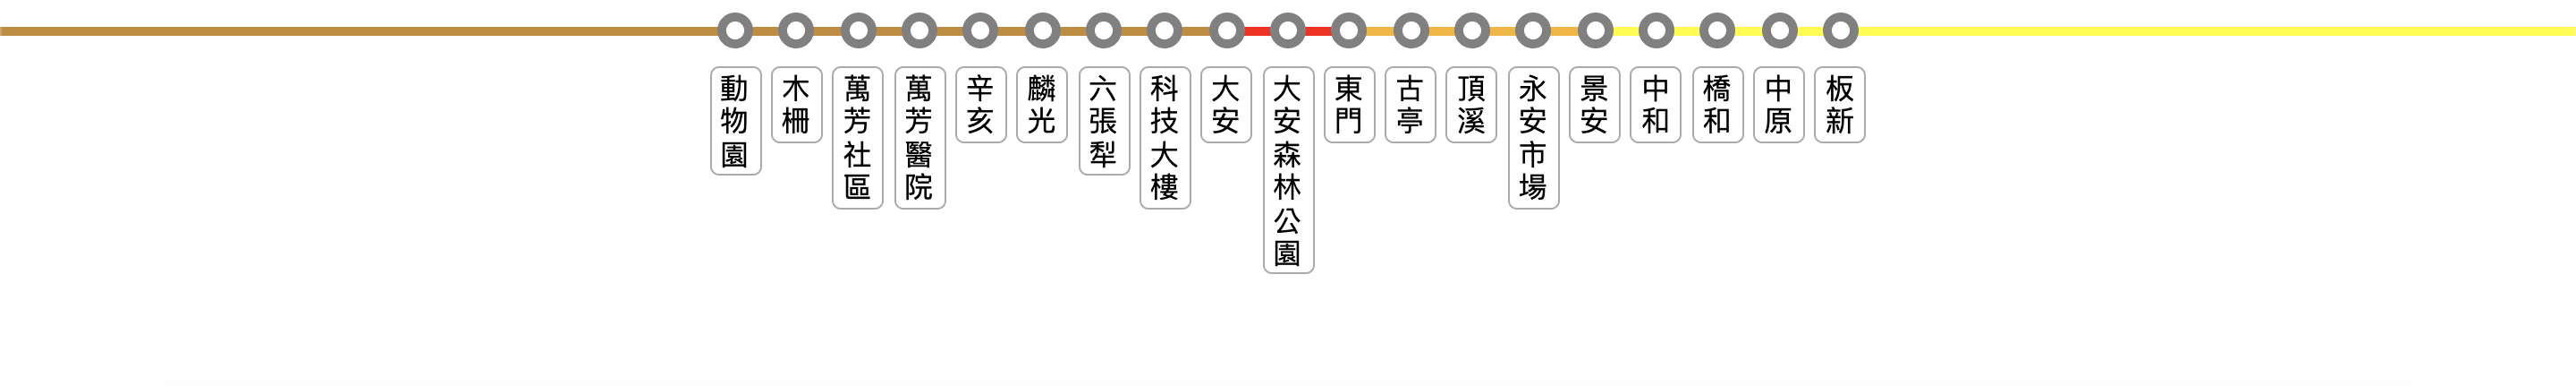 動物園
木柵
萬芳社區
萬芳醫院
辛亥
麟光
六張犁
科技大樓
大安
大安森林公園
東門
古亭
頂溪
永安市場
景安
中和
橋和
中原
板新